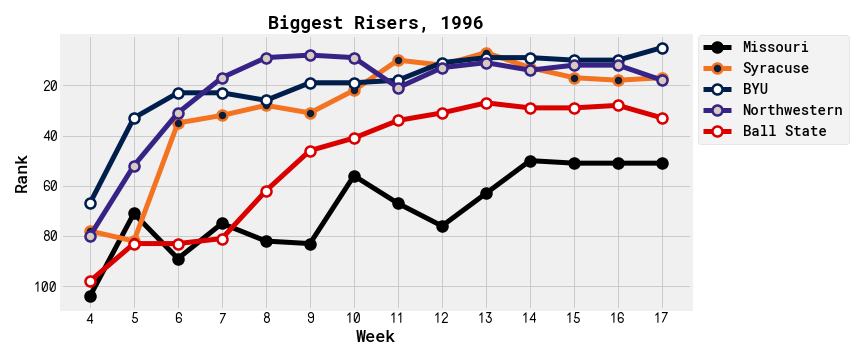 Biggest Risers, 1996
Missouri
Syracuse
BYU
Northwestern
Ball State
Rank
20
40
60
80
100
4 5 6 7 8 9 10 11 12 13 14 15 16 17
Week